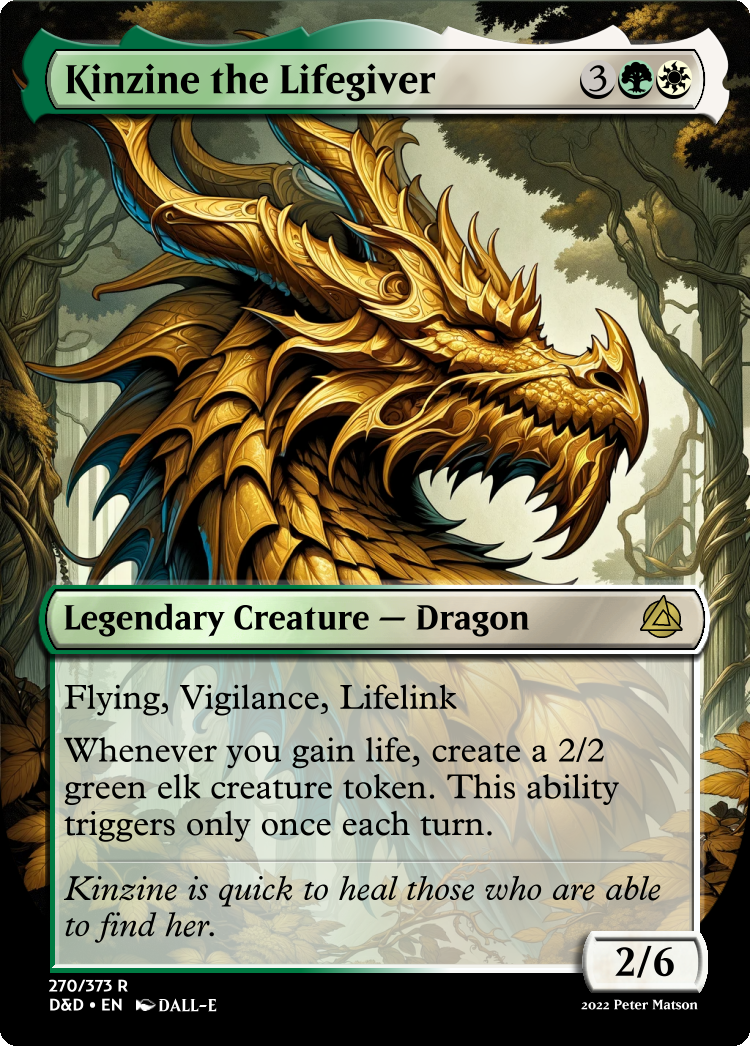 Kinzine the Lifegiver 3
Legendary Creature — Dragon
Flying, Vigilance, Lifelink
Whenever you gain life, create a 2/2
green elk creature token. This ability
triggers only once each turn.
Kinzine is quick to heal those who are able
to find her.
2/6
270/373 R
D&D • EN DALL-E
2022 Peter Matson